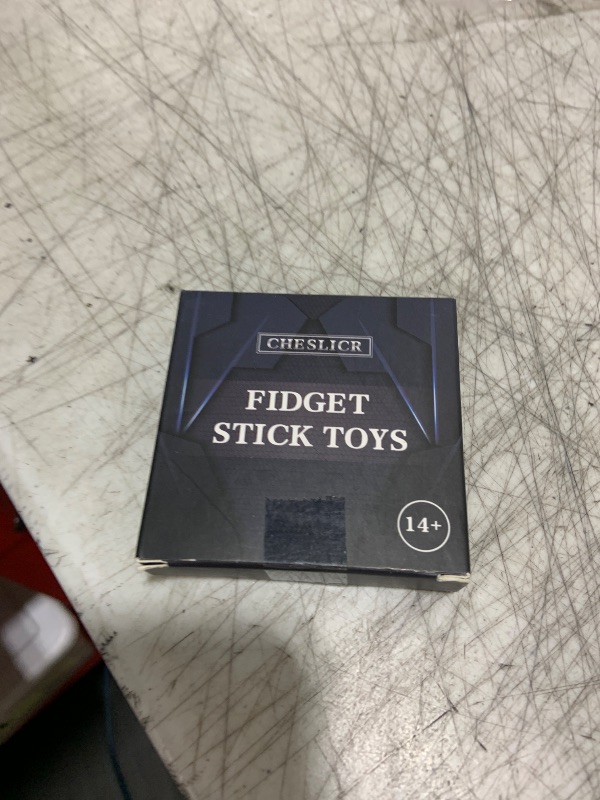 CHESLICR
FIDGET
STICK TOYS
14+